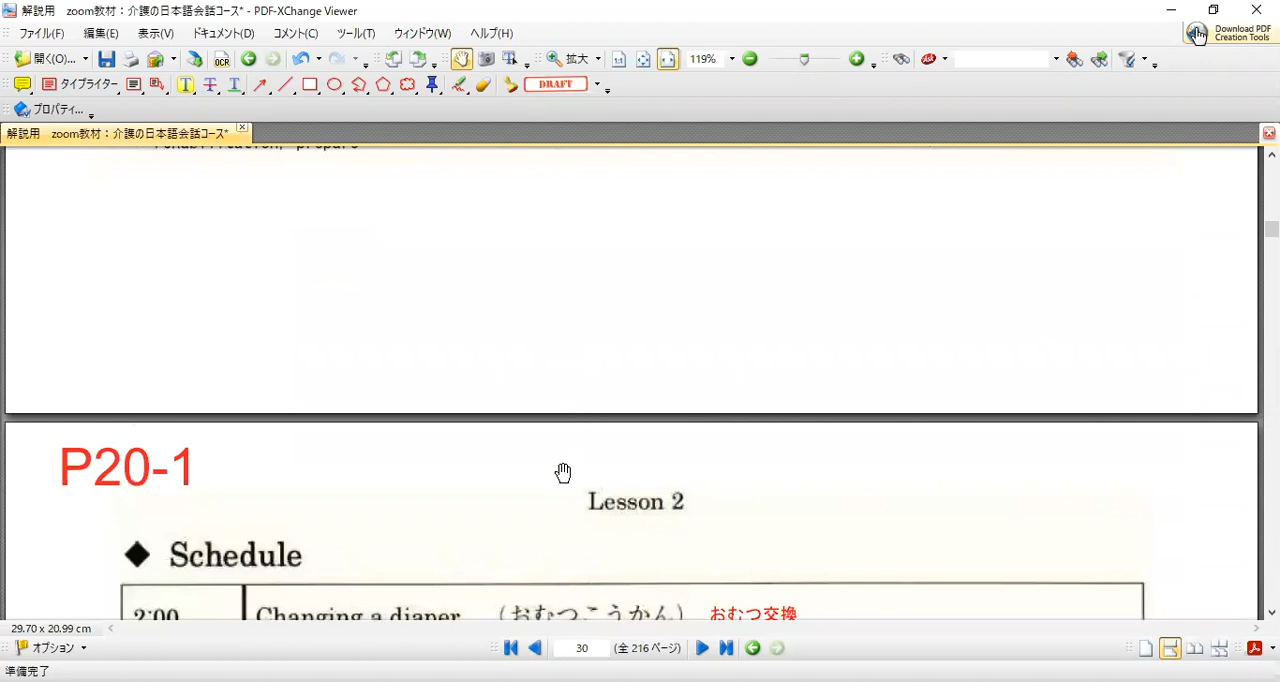 解説用 zoom教材：介護の日本語会話コース* - PDF-XChange Viewer
ファイル(F) 編集(E) 表示(V) ドキュメント(D) コメント(C) ツール(T) ウィンドウ(W) ヘルプ(H)
Download PDF
Creation Tools
開く(O)... OCR 拡大 119%
タイプライター DRAFT
プロパティ...
解説用 zoom教材：介護の日本語会話コース*
prepare
P20-1
Lesson 2
◆ Schedule
2:00 Changing a diaper （おむつこうかん） おむつ交換
29.70 x 20.99 cm
オプション 30 (全 216 ページ)
準備完了